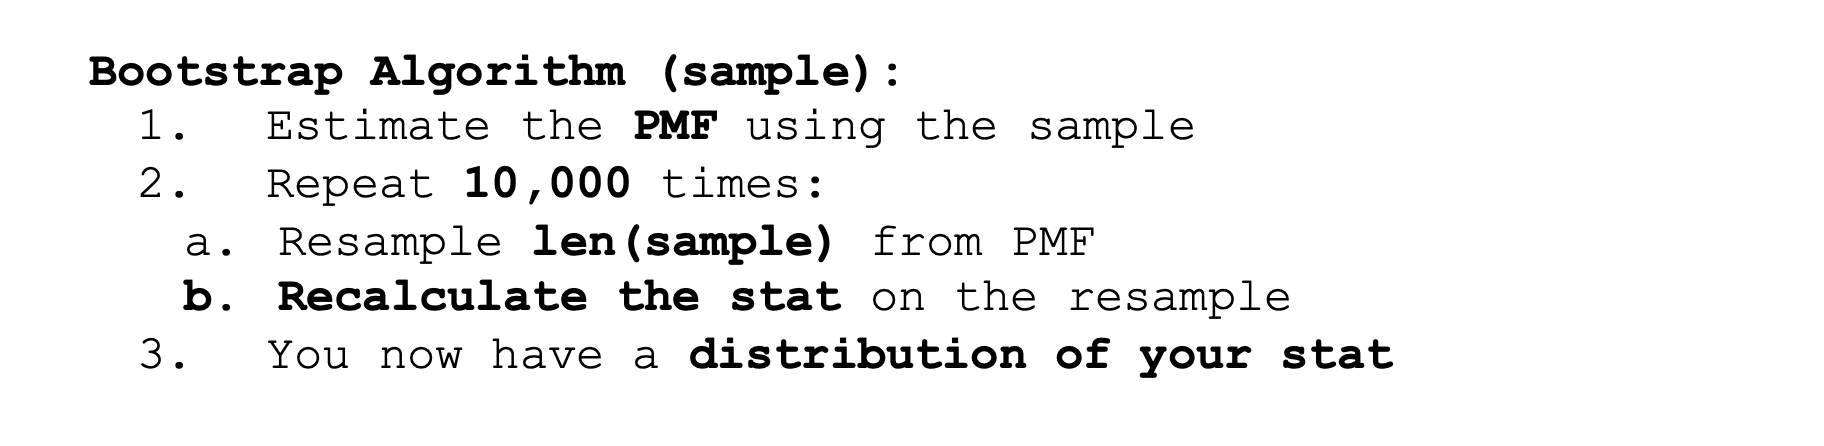 Bootstrap Algorithm (sample):
1. Estimate the PMF using the sample
2. Repeat 10,000 times:
a. Resample len(sample) from PMF
b. Recalculate the stat on the resample
3. You now have a distribution of your stat